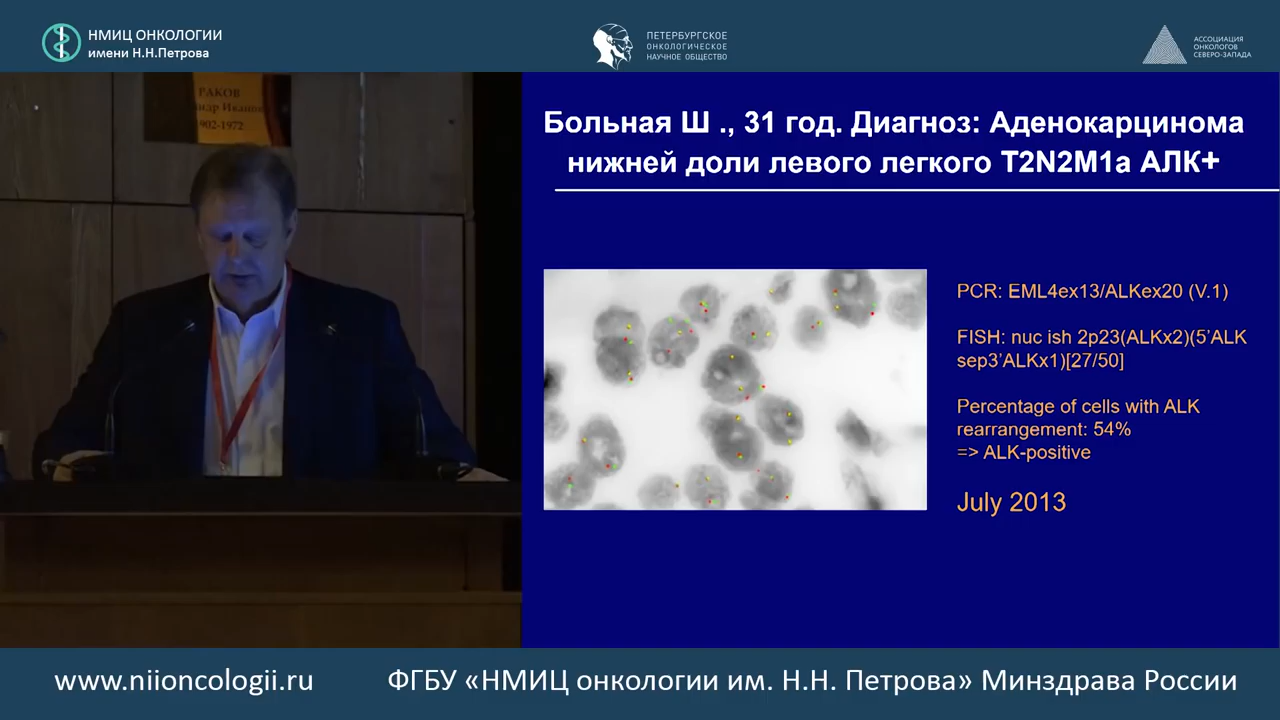 НМИЦ ОНКОЛОГИИ
имени Н.Н.Петрова
ПЕТЕРБУРГСКОЕ
ОНКОЛОГИЧЕСКОЕ
НАУЧНОЕ ОБЩЕСТВО
АССОЦИАЦИЯ
ОНКОЛОГОВ
СЕВЕРО-ЗАПАДА
РАКОВ
1902-1972
Больная Ш ., 31 год. Диагноз: Аденокарцинома
нижней доли левого легкого T2N2M1a АЛК+
PCR: EML4ex13/ALKex20 (V.1)
FISH: nuc ish 2p23(ALKx2)(5’ALK
sep3’ALKx1)[27/50]
Percentage of cells with ALK
rearrangement: 54%
=> ALK-positive
July 2013
www.niioncologii.ru
ФГБУ «НМИЦ онкологии им. Н.Н. Петрова» Минздрава России